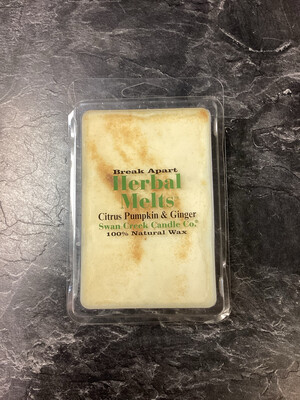 Break Apart
Herbal
Melts
Citrus Pumpkin & Ginger
Swan Creek Candle Co.
100% Natural Wax